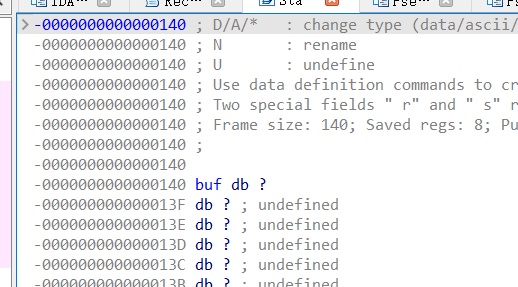 IDA… Rec… Sta Pse…
-0000000000000140 ; D/A/* : change type (data/ascii/
-0000000000000140 ; N : rename
-0000000000000140 ; U : undefine
-0000000000000140 ; Use data definition commands to cr
-0000000000000140 ; Two special fields " r" and " s" r
-0000000000000140 ; Frame size: 140; Saved regs: 8; Pu
-0000000000000140 ;
-0000000000000140
-0000000000000140 buf db ?
-000000000000013F db ? ; undefined
-000000000000013E db ? ; undefined
-000000000000013D db ? ; undefined
-000000000000013C db ? ; undefined
-000000000000013B db ? ; undefined